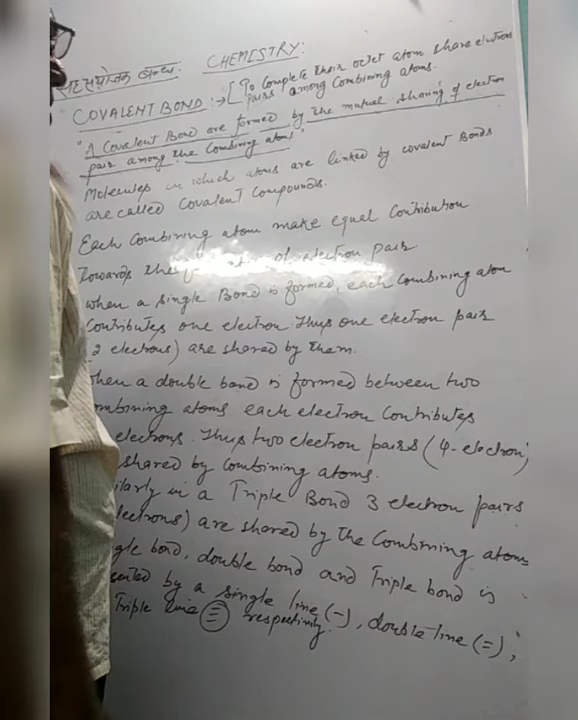 CHEMISTRY:
सहसंयोजक बन्ध.
COVALENT BOND :→ [ To complete their octet atom share electrons
pairs among combining atoms.
"A Covalent Bond are formed by the mutual sharing of electron
pair among the Combining atoms"
Molecules in which atoms are linked by covalent Bonds
are called Covalent Compounds.
Each Combining atom make equal Contribution
Towards the of electron pair
when a single Bond is formed, each Combining atom
Contributes one electron. Thus one electron pair
2 electrons) are shared by them.
hen a double bond is formed between two
mbining atoms each electron Contributes
electrons. Thus two electron pairs (4-electron)
shared by Combining atoms.
ilarly in a Triple Bond 3 electron pairs
lectrons) are shared by the Combining atoms
gle bond, double bond and Triple bond is
sented by a single line (-), double line (=),
Triple line (≡) respectivly.